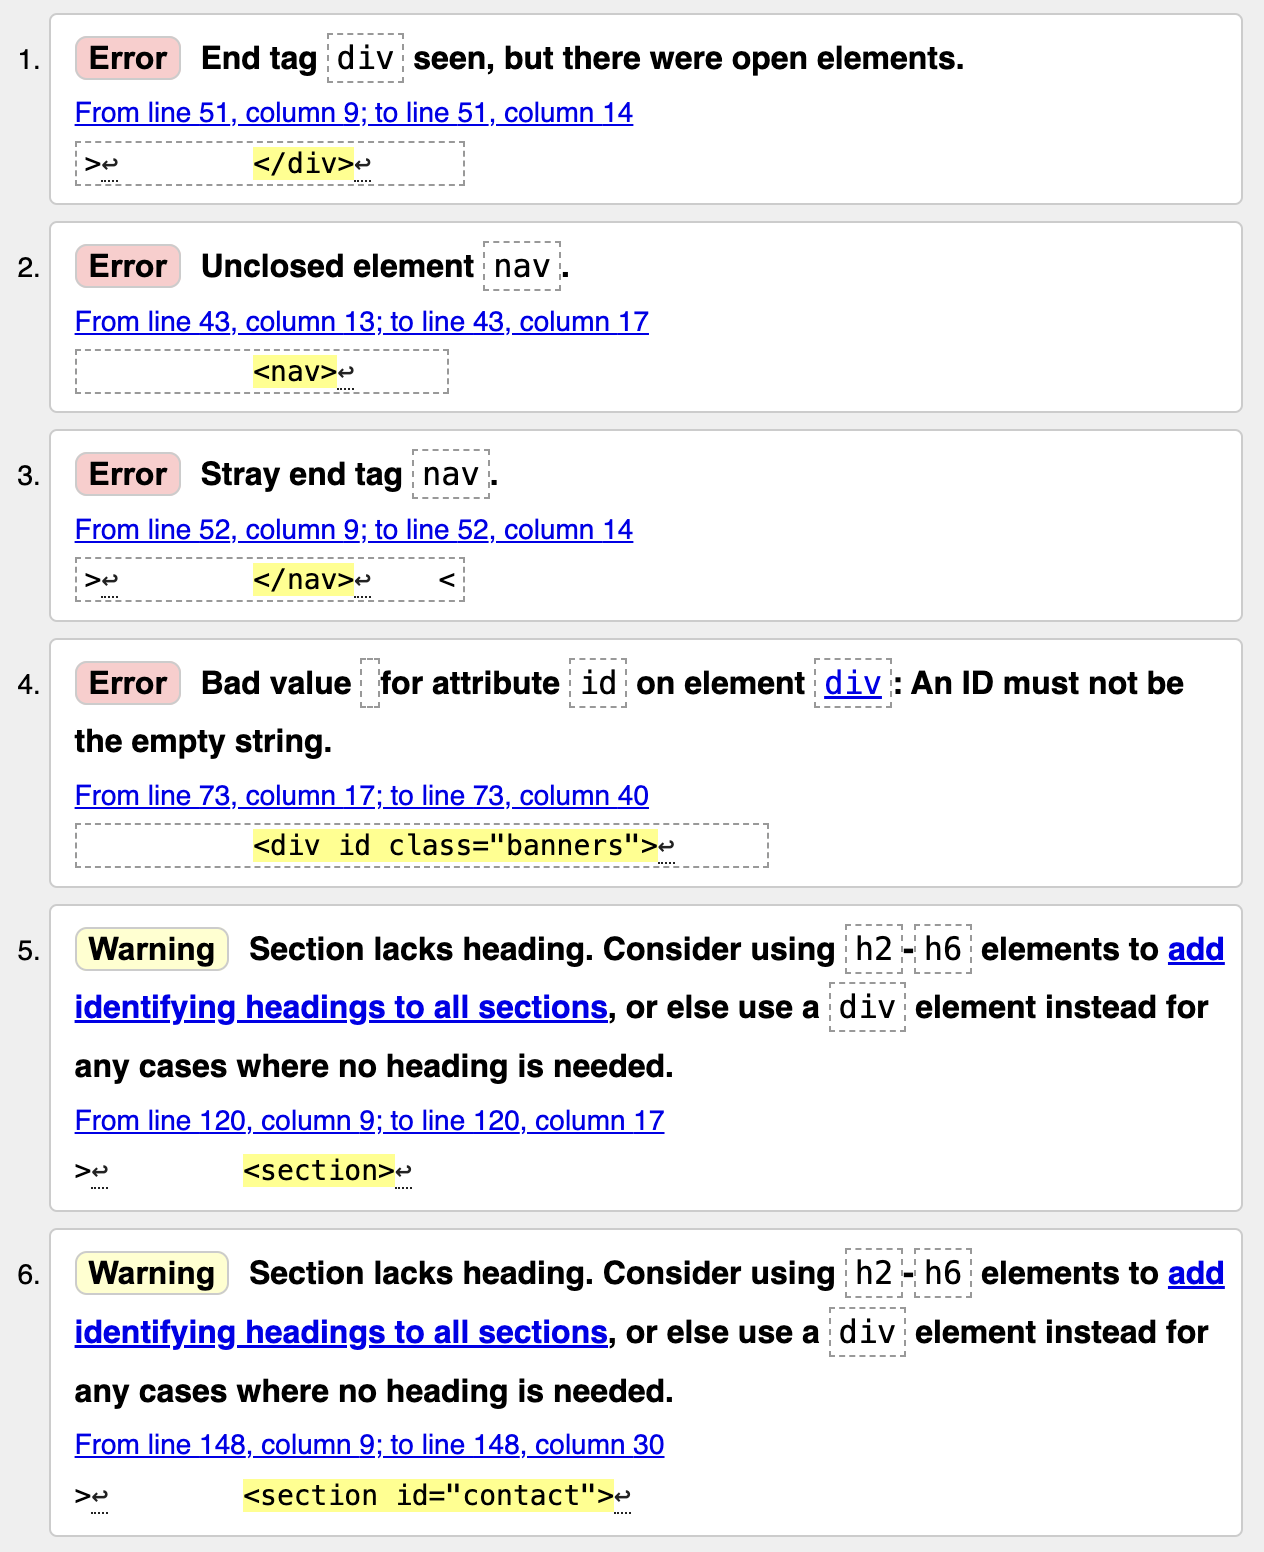 1. Error End tag div seen, but there were open elements.
From line 51, column 9; to line 51, column 14
>↩ </div>↩
2. Error Unclosed element nav.
From line 43, column 13; to line 43, column 17
<nav>↩
3. Error Stray end tag nav.
From line 52, column 9; to line 52, column 14
>↩ </nav>↩ <
4. Error Bad value for attribute id on element div: An ID must not be
the empty string.
From line 73, column 17; to line 73, column 40
<div id class="banners">↩
5. Warning Section lacks heading. Consider using h2-h6 elements to add
identifying headings to all sections, or else use a div element instead for
any cases where no heading is needed.
From line 120, column 9; to line 120, column 17
>↩ <section>↩
6. Warning Section lacks heading. Consider using h2-h6 elements to add
identifying headings to all sections, or else use a div element instead for
any cases where no heading is needed.
From line 148, column 9; to line 148, column 30
>↩ <section id="contact">↩